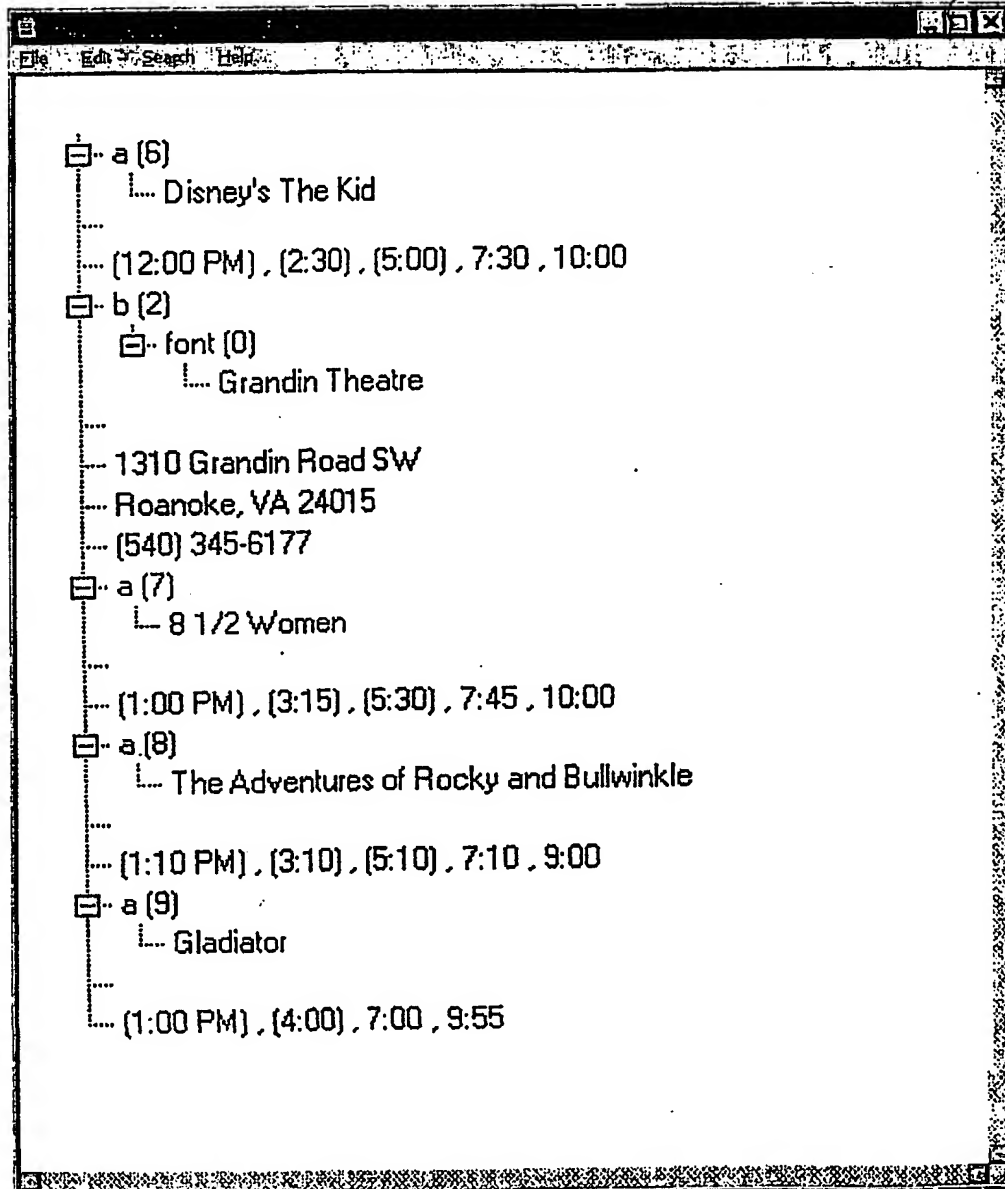 File Edit Search Help
a (6)
Disney's The Kid
(12:00 PM) , (2:30) , (5:00) , 7:30 , 10:00
b (2)
font (0)
Grandin Theatre
1310 Grandin Road SW
Roanoke, VA 24015
(540) 345-6177
a (7)
8 1/2 Women
(1:00 PM) , (3:15) , (5:30) , 7:45 , 10:00
a (8)
The Adventures of Rocky and Bullwinkle
(1:10 PM) , (3:10) , (5:10) , 7:10 , 9:00
a (9)
Gladiator
(1:00 PM) , (4:00) , 7:00 , 9:55